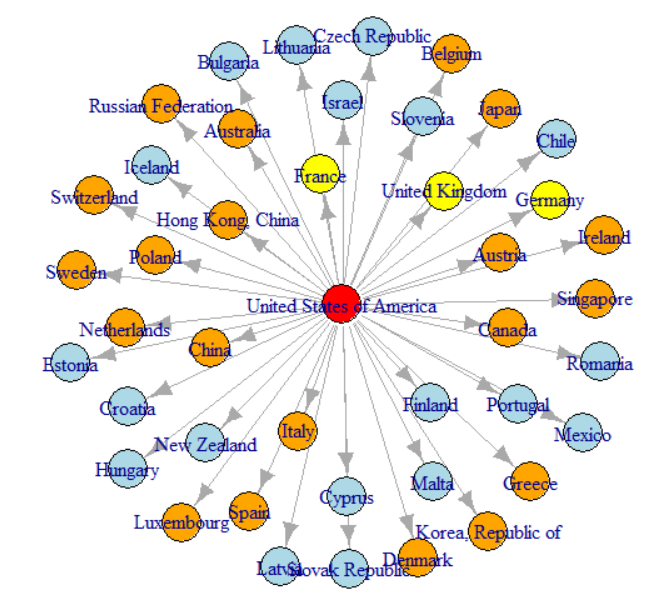 Czech Republic
Lithuania
Belgium
Bulgaria
Israel
Russian Federation
Japan
Slovenia
Australia
Chile
Iceland
France
United Kingdom
Switzerland
Germany
Hong Kong, China
Ireland
Poland
Austria
Sweden
Singapore
United States of America
Netherlands
Canada
China
Estonia
Romania
Croatia
Finland
Portugal
Italy
Mexico
New Zealand
Hungary
Malta
Greece
Cyprus
Spain
Luxembourg
Korea, Republic of
Denmark
Latvia
Slovak Republic